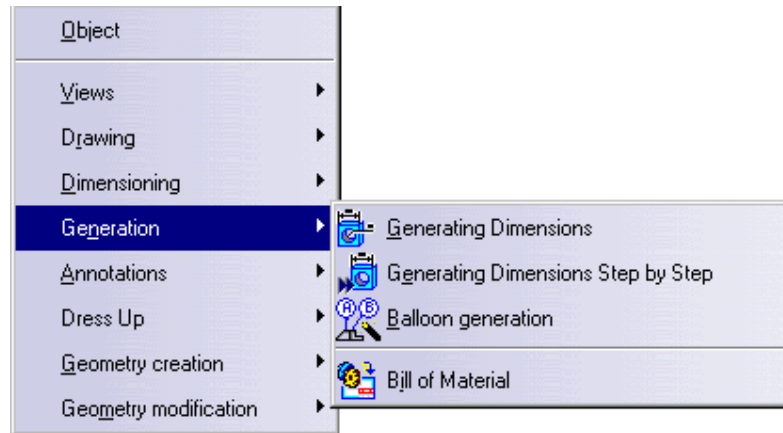 Object
Views
Drawing
Dimensioning
Generation
Annotations
Dress Up
Geometry creation
Geometry modification
Generating Dimensions
Generating Dimensions Step by Step
A B
Balloon generation
Bill of Material